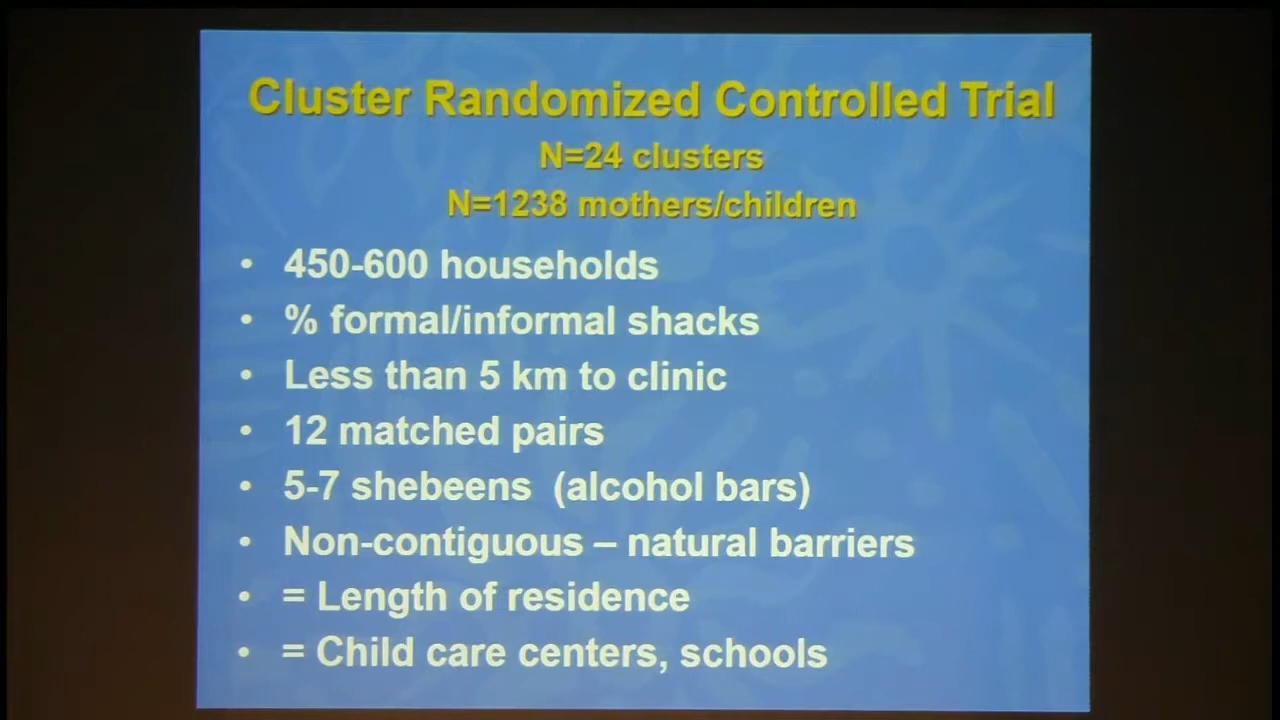 Cluster Randomized Controlled Trial
N=24 clusters
N=1238 mothers/children
• 450-600 households
• % formal/informal shacks
• Less than 5 km to clinic
• 12 matched pairs
• 5-7 shebeens (alcohol bars)
• Non-contiguous – natural barriers
• = Length of residence
• = Child care centers, schools